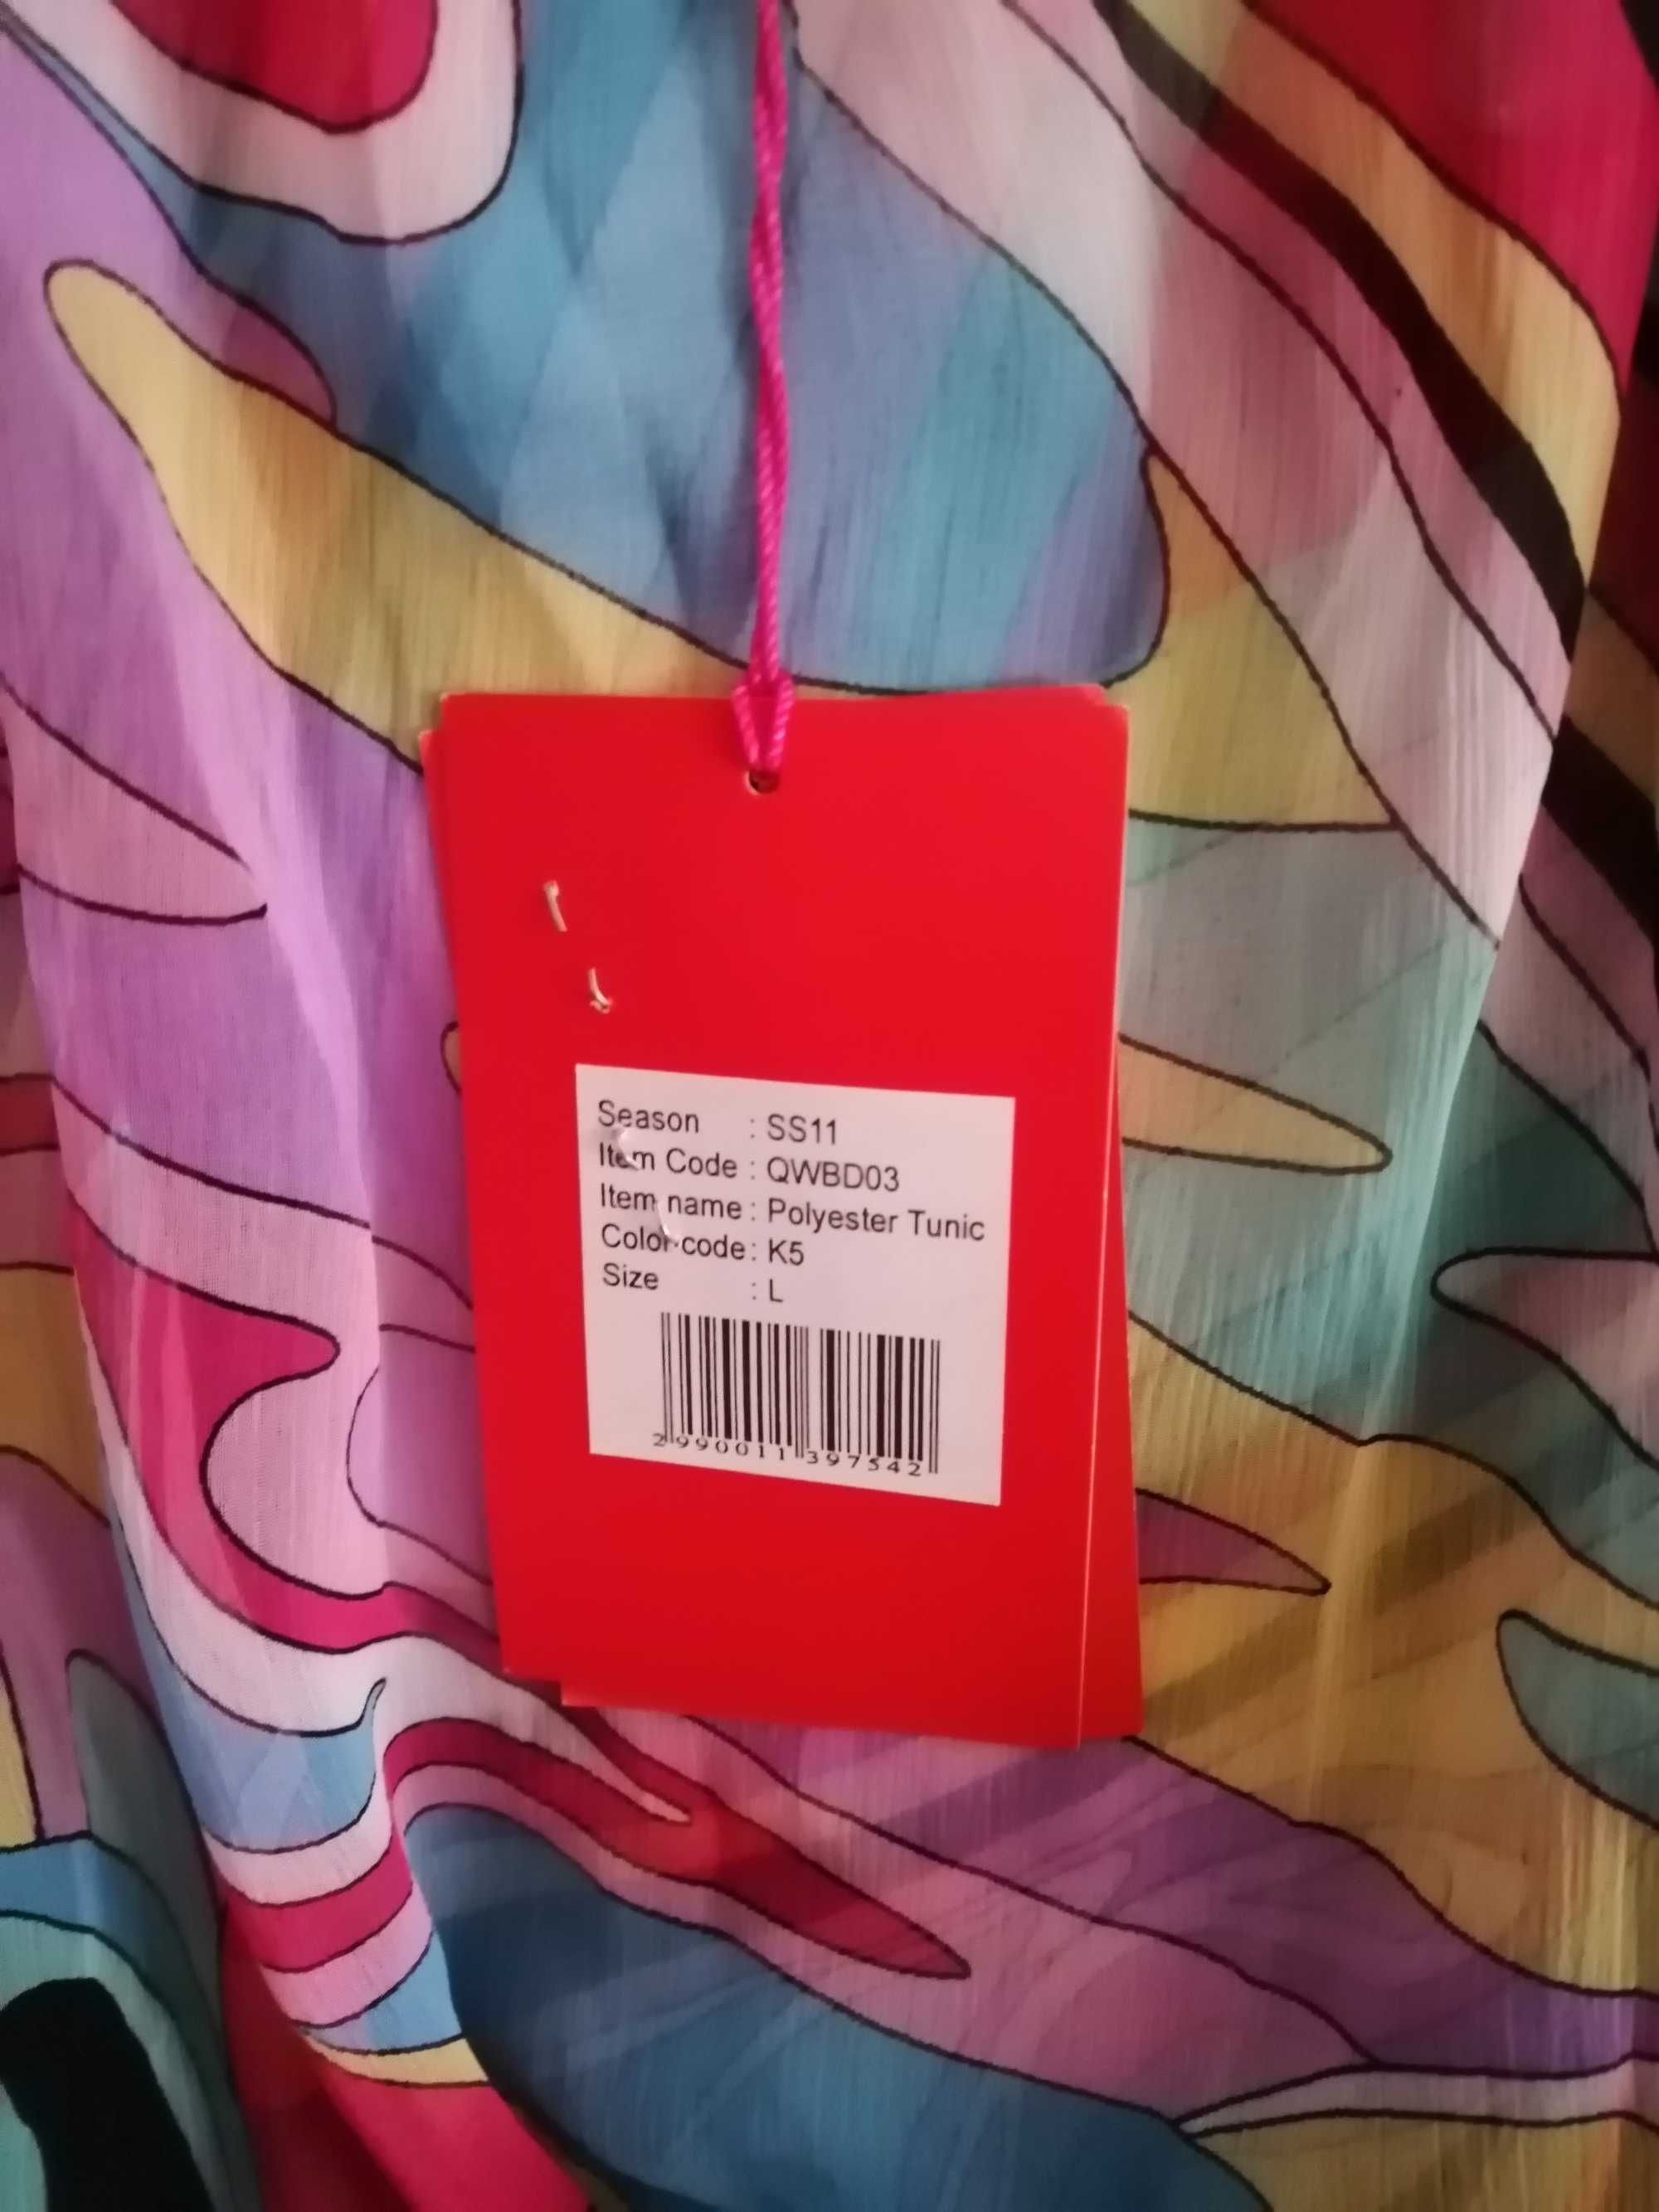 Season : SS11
Item Code : QWBD03
Item name : Polyester Tunic
Color code : K5
Size : L
2990011397542